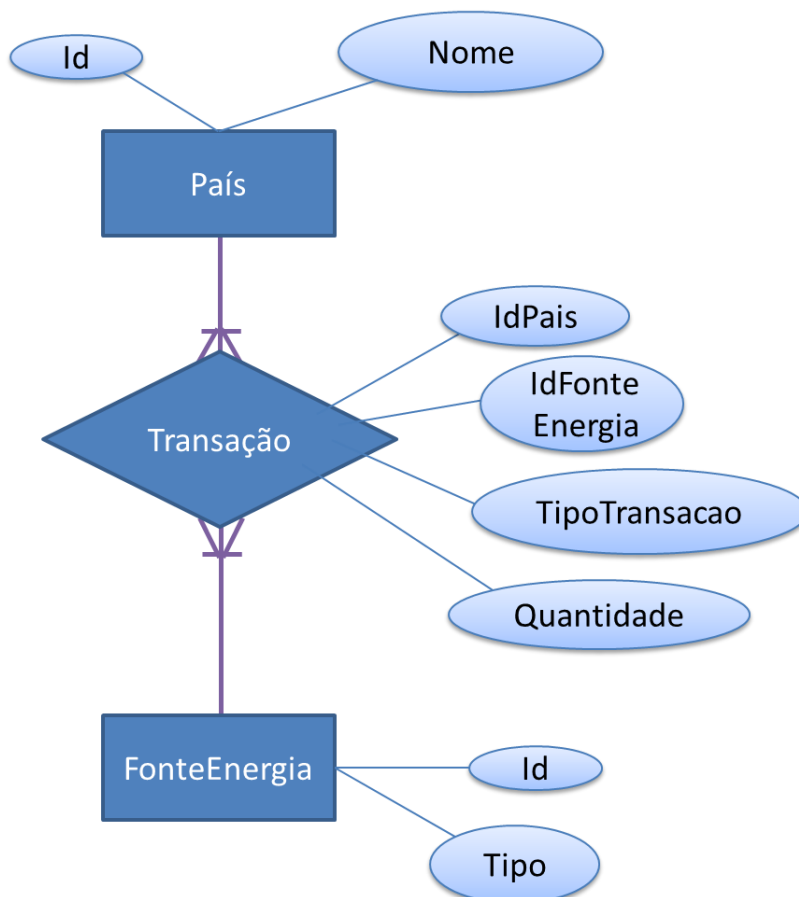 Id
Nome
País
IdPais
IdFonte
Energia
Transação
TipoTransacao
Quantidade
FonteEnergia
Id
Tipo